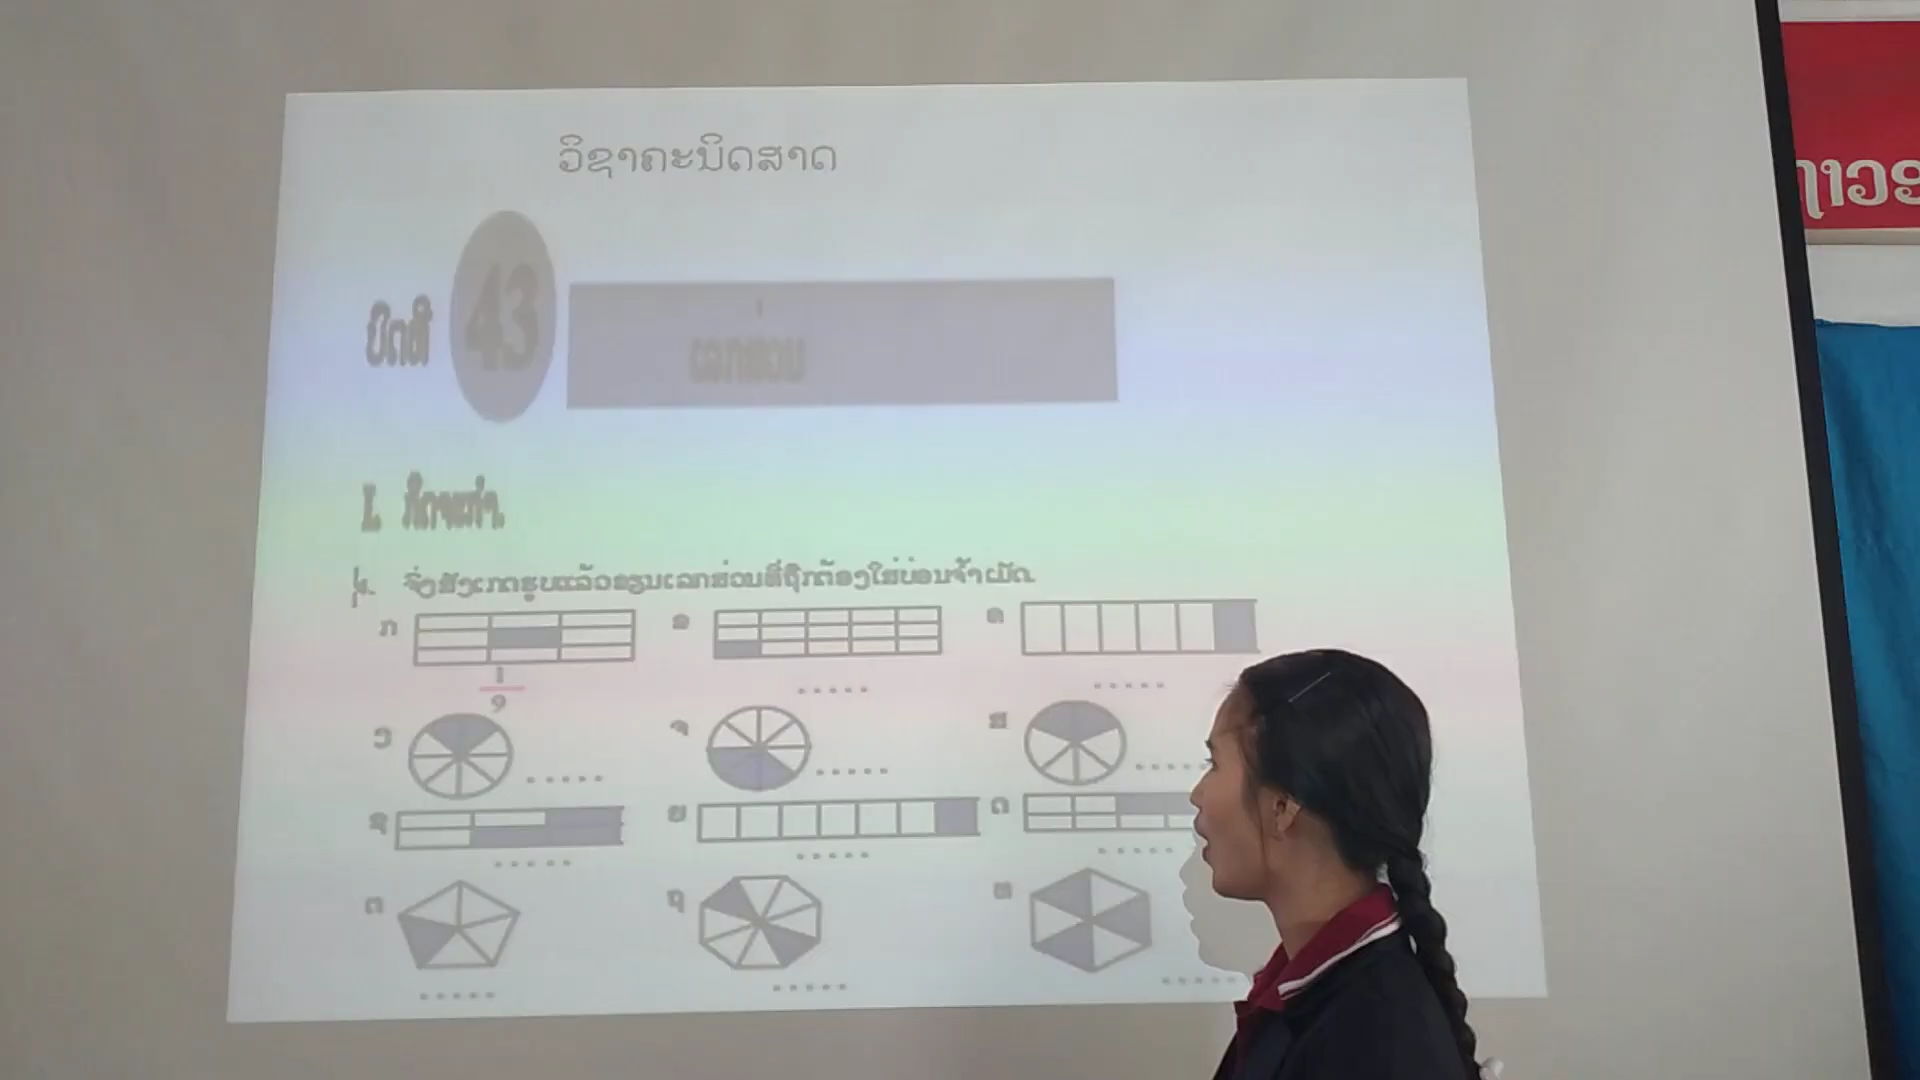 ວິຊາຄະນິດສາດ
ບົດທີ 43 ເລກສ່ວນ
I. ກິດຈະກຳ
1. ຈົ່ງສັງເກດຮູບແລ້ວຂຽນເລກສ່ວນທີ່ຖືກຕ້ອງໃສ່ບ່ອນຈ້ຳເມັດ
ກ ຂ ຄ
1
9
ງ ຈ ສ
ຊ ຍ ດ
ຕ ຖ ທ